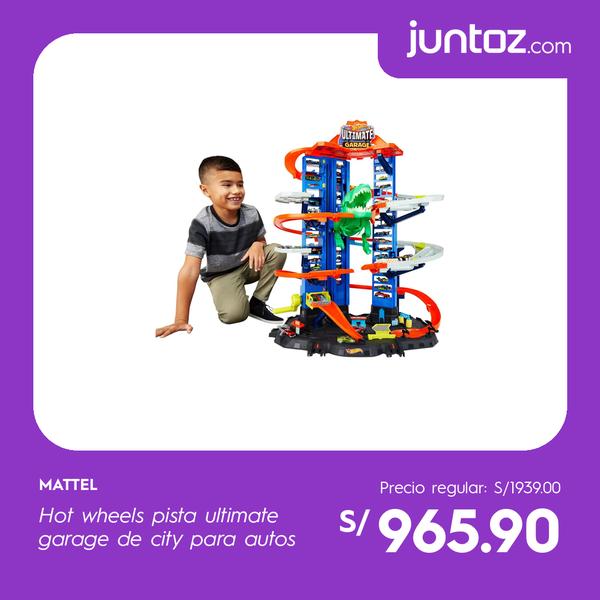 juntoz.com
ULTIMATE
GARAGE
MATTEL
Hot wheels pista ultimate
garage de city para autos
Precio regular: S/1939.00
S/ 965.90